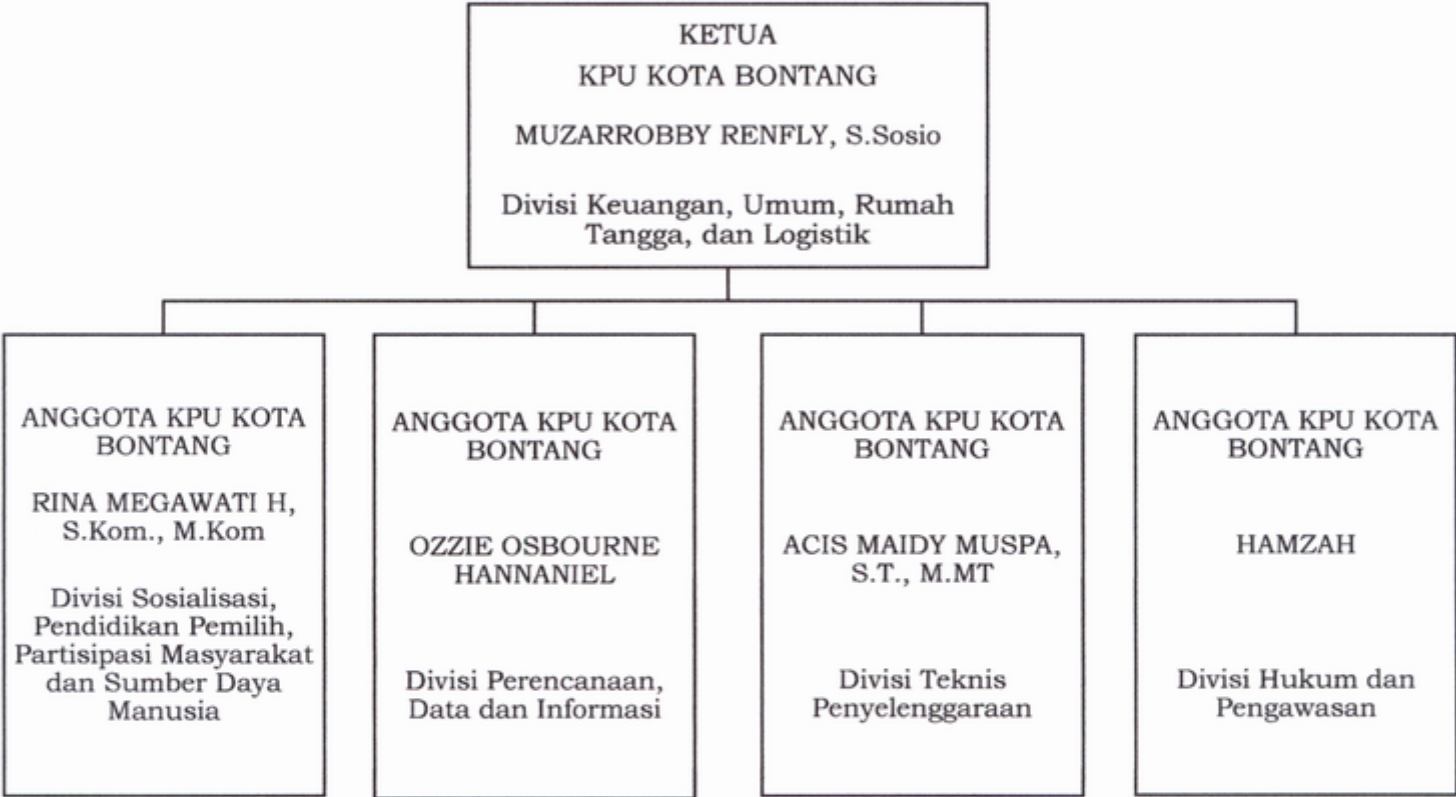 KETUA
KPU KOTA BONTANG
MUZARROBBY RENFLY, S.Sosio
Divisi Keuangan, Umum, Rumah
Tangga, dan Logistik
ANGGOTA KPU KOTA
BONTANG
RINA MEGAWATI H,
S.Kom., M.Kom
Divisi Sosialisasi,
Pendidikan Pemilih,
Partisipasi Masyarakat
dan Sumber Daya
Manusia
ANGGOTA KPU KOTA
BONTANG
OZZIE OSBOURNE
HANNANIEL
Divisi Perencanaan,
Data dan Informasi
ANGGOTA KPU KOTA
BONTANG
ACIS MAIDY MUSPA,
S.T., M.MT
Divisi Teknis
Penyelenggaraan
ANGGOTA KPU KOTA
BONTANG
HAMZAH
Divisi Hukum dan
Pengawasan